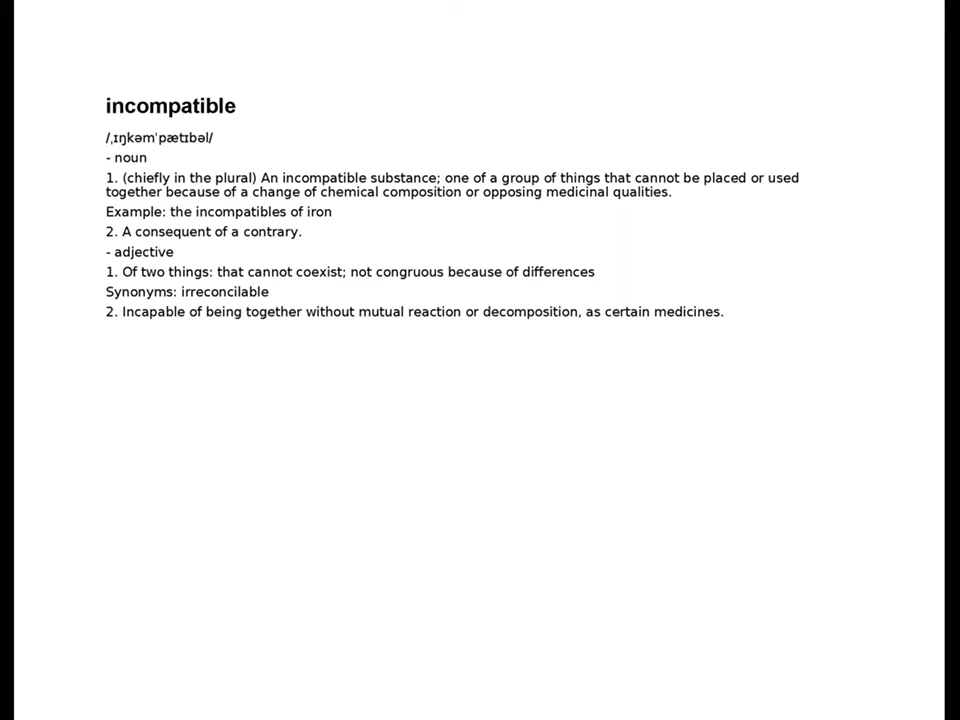 incompatible
/ˌɪŋkəmˈpætɪbəl/
- noun
1. (chiefly in the plural) An incompatible substance; one of a group of things that cannot be placed or used
together because of a change of chemical composition or opposing medicinal qualities.
Example: the incompatibles of iron
2. A consequent of a contrary.
- adjective
1. Of two things: that cannot coexist; not congruous because of differences
Synonyms: irreconcilable
2. Incapable of being together without mutual reaction or decomposition, as certain medicines.